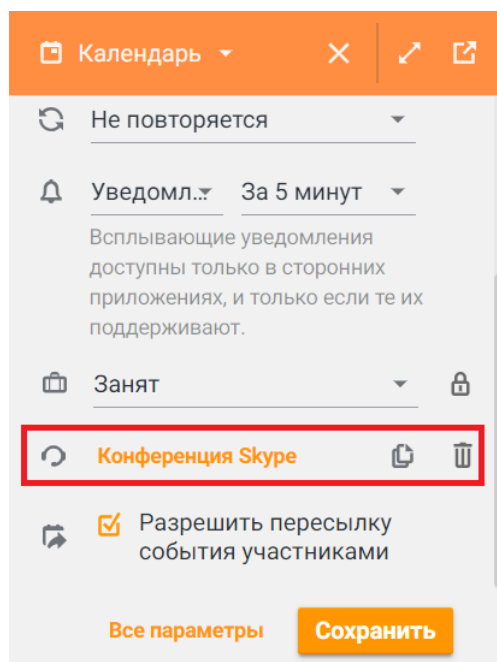 Календарь
Не повторяется
Уведомл... За 5 минут
Всплывающие уведомления
доступны только в сторонних
приложениях, и только если те их
поддерживают.
Занят
Конференция Skype
Разрешить пересылку
события участниками
Все параметры Сохранить